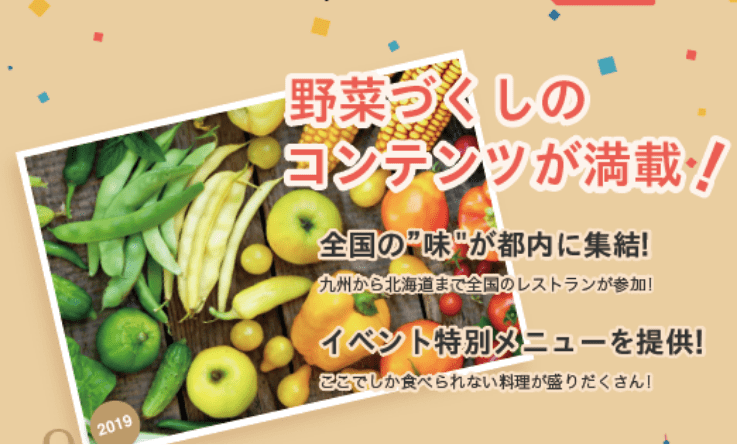 野菜づくしの
コンテンツが満載！
全国の”味"が都内に集結!
九州から北海道まで全国のレストランが参加!
イベント特別メニューを提供!
ここでしか食べられない料理が盛りだくさん!
2019